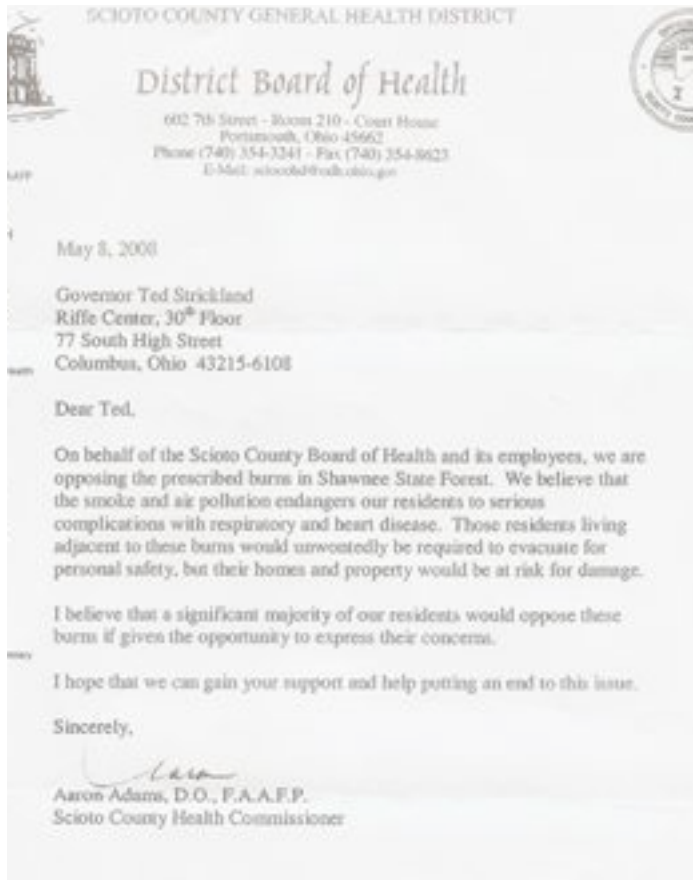 SCIOTO COUNTY GENERAL HEALTH DISTRICT
District Board of Health
602 7th Street - Room 210 - Court House
Portsmouth, Ohio 45662
Phone (740) 354-3241 - Fax (740) 354-8623
E-Mail:
May 8, 2008
Governor Ted Strickland
Riffe Center, 30th Floor
77 South High Street
Columbus, Ohio 43215-6108
Dear Ted,
On behalf of the Scioto County Board of Health and its employees, we are
opposing the prescribed burns in Shawnee State Forest. We believe that
the smoke and air pollution endangers our residents to serious
complications with respiratory and heart disease. Those residents living
adjacent to these burns would unwontedly be required to evacuate for
personal safety, but their homes and property would be at risk for damage.
I believe that a significant majority of our residents would oppose these
burns if given the opportunity to express their concerns.
I hope that we can gain your support and help putting an end to this issue.
Sincerely,
Aaron
Aaron Adams, D.O., F.A.A.F.P.
Scioto County Health Commissioner